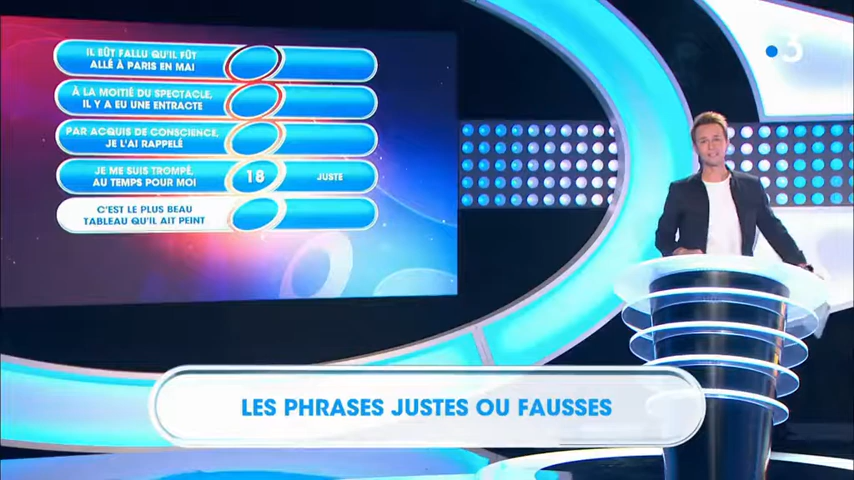 IL EÛT FALLU QU'IL FÛT
ALLÉ À PARIS EN MAI
À LA MOITIÉ DU SPECTACLE,
IL Y A EU UNE ENTRACTE
PAR ACQUIS DE CONSCIENCE,
JE L'AI RAPPELÉ
JE ME SUIS TROMPÉ,
AU TEMPS POUR MOI
18
JUSTE
C'EST LE PLUS BEAU
TABLEAU QU'IL AIT PEINT
3
LES PHRASES JUSTES OU FAUSSES